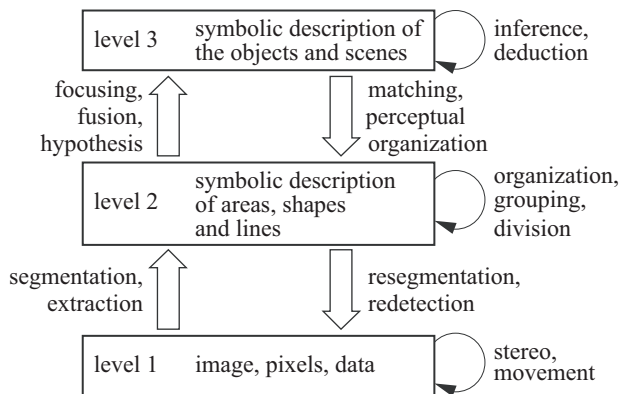 level 3
symbolic description of
the objects and scenes
inference,
deduction
focusing,
fusion,
hypothesis
matching,
perceptual
organization
level 2
symbolic description
of areas, shapes
and lines
organization,
grouping,
division
segmentation,
extraction
resegmentation,
redetection
level 1
image, pixels, data
stereo,
movement